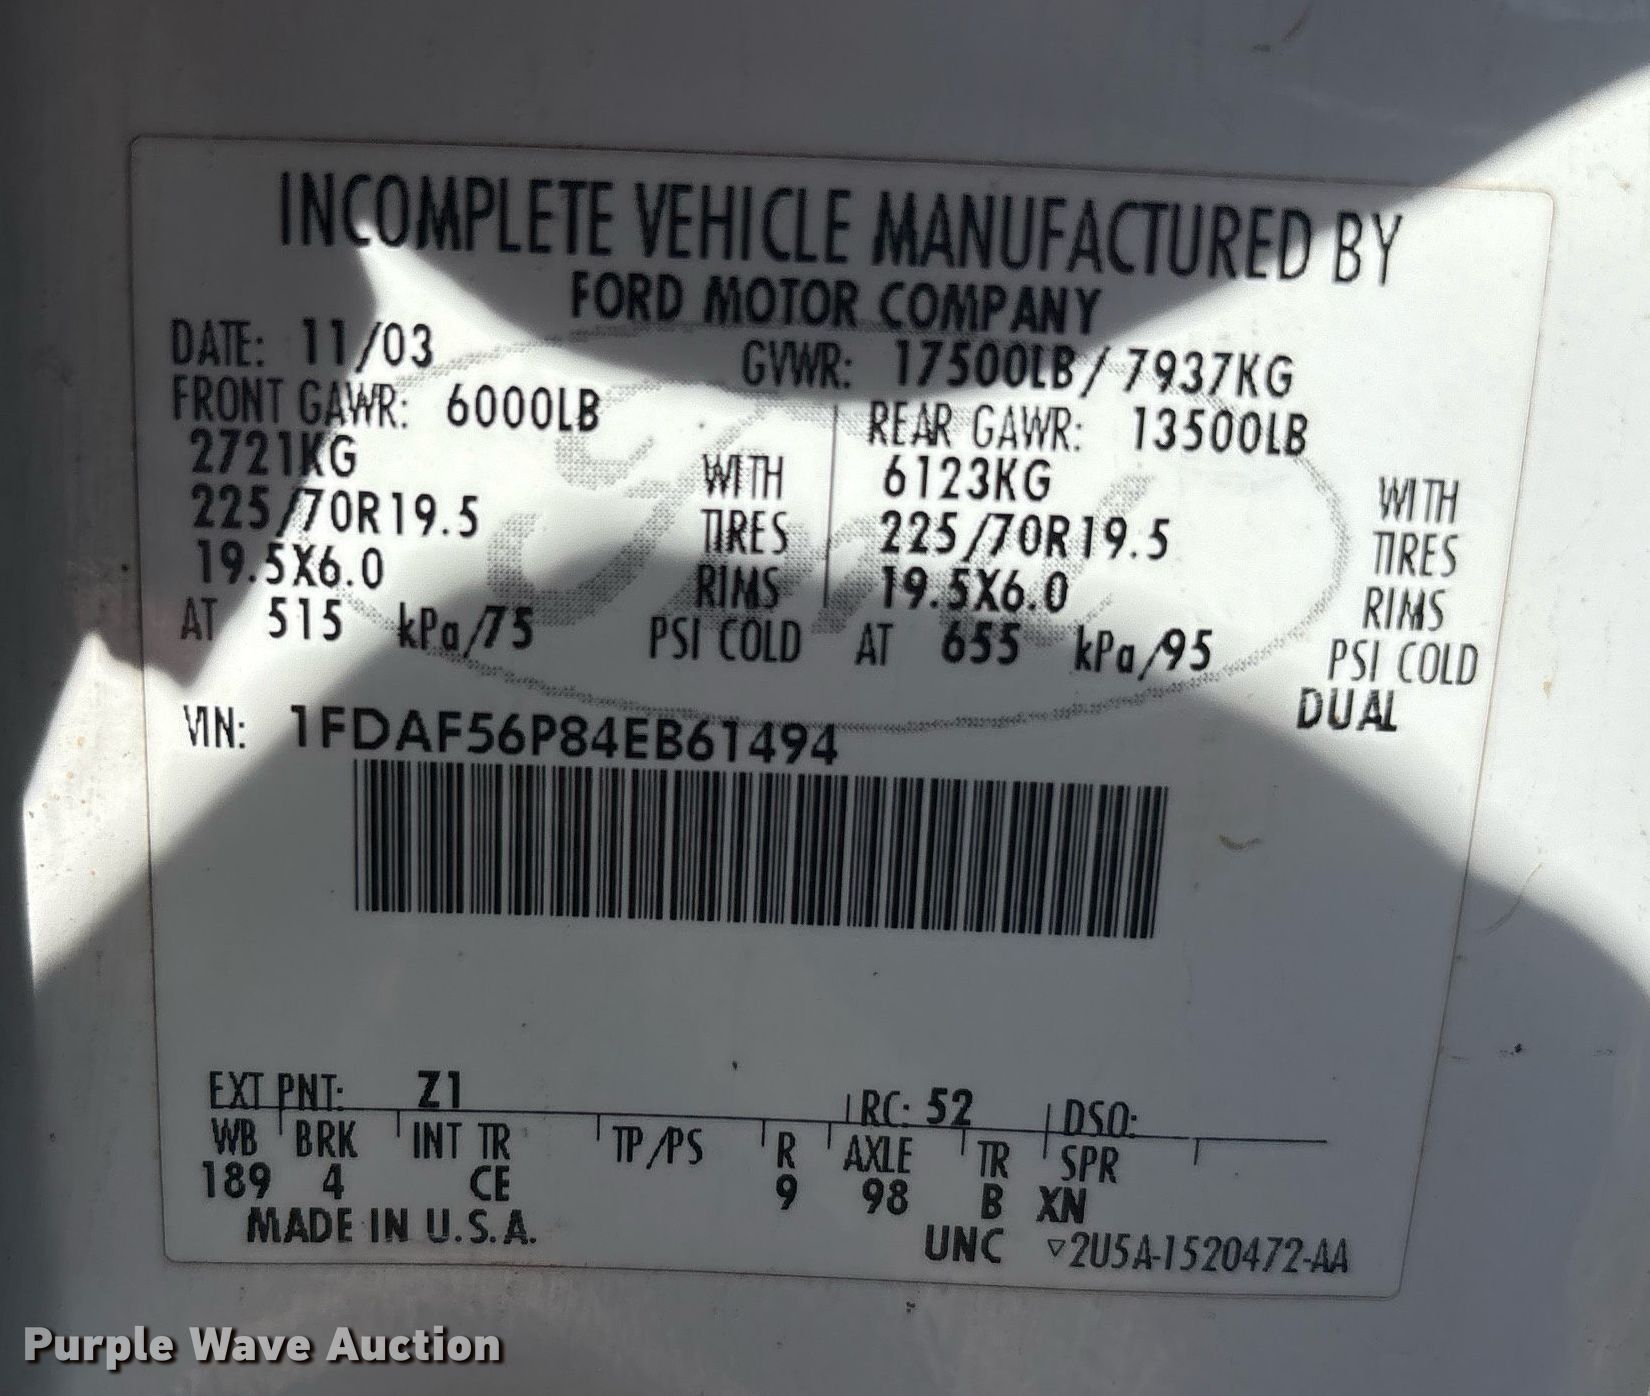 INCOMPLETE VEHICLE MANUFACTURED BY
FORD MOTOR COMPANY
DATE: 11/03 GVWR: 17500LB / 7937KG
FRONT GAWR: 6000LB REAR GAWR: 13500LB
2721KG WITH 6123KG WITH
225/70R19.5 TIRES 225/70R19.5 TIRES
19.5X6.0 RIMS 19.5X6.0 RIMS
AT 515 kPa/75 PSI COLD AT 655 kPa/95 PSI COLD
DUAL
VIN: 1FDAF56P84EB61494
EXT PNT: Z1 RC: 52 DSO:
WB BRK INT TR TP/PS R AXLE TR SPR
189 4 CE 9 98 B XN
MADE IN U.S.A. UNC ▽2U5A-1520472-AA
Ford
Purple Wave Auction